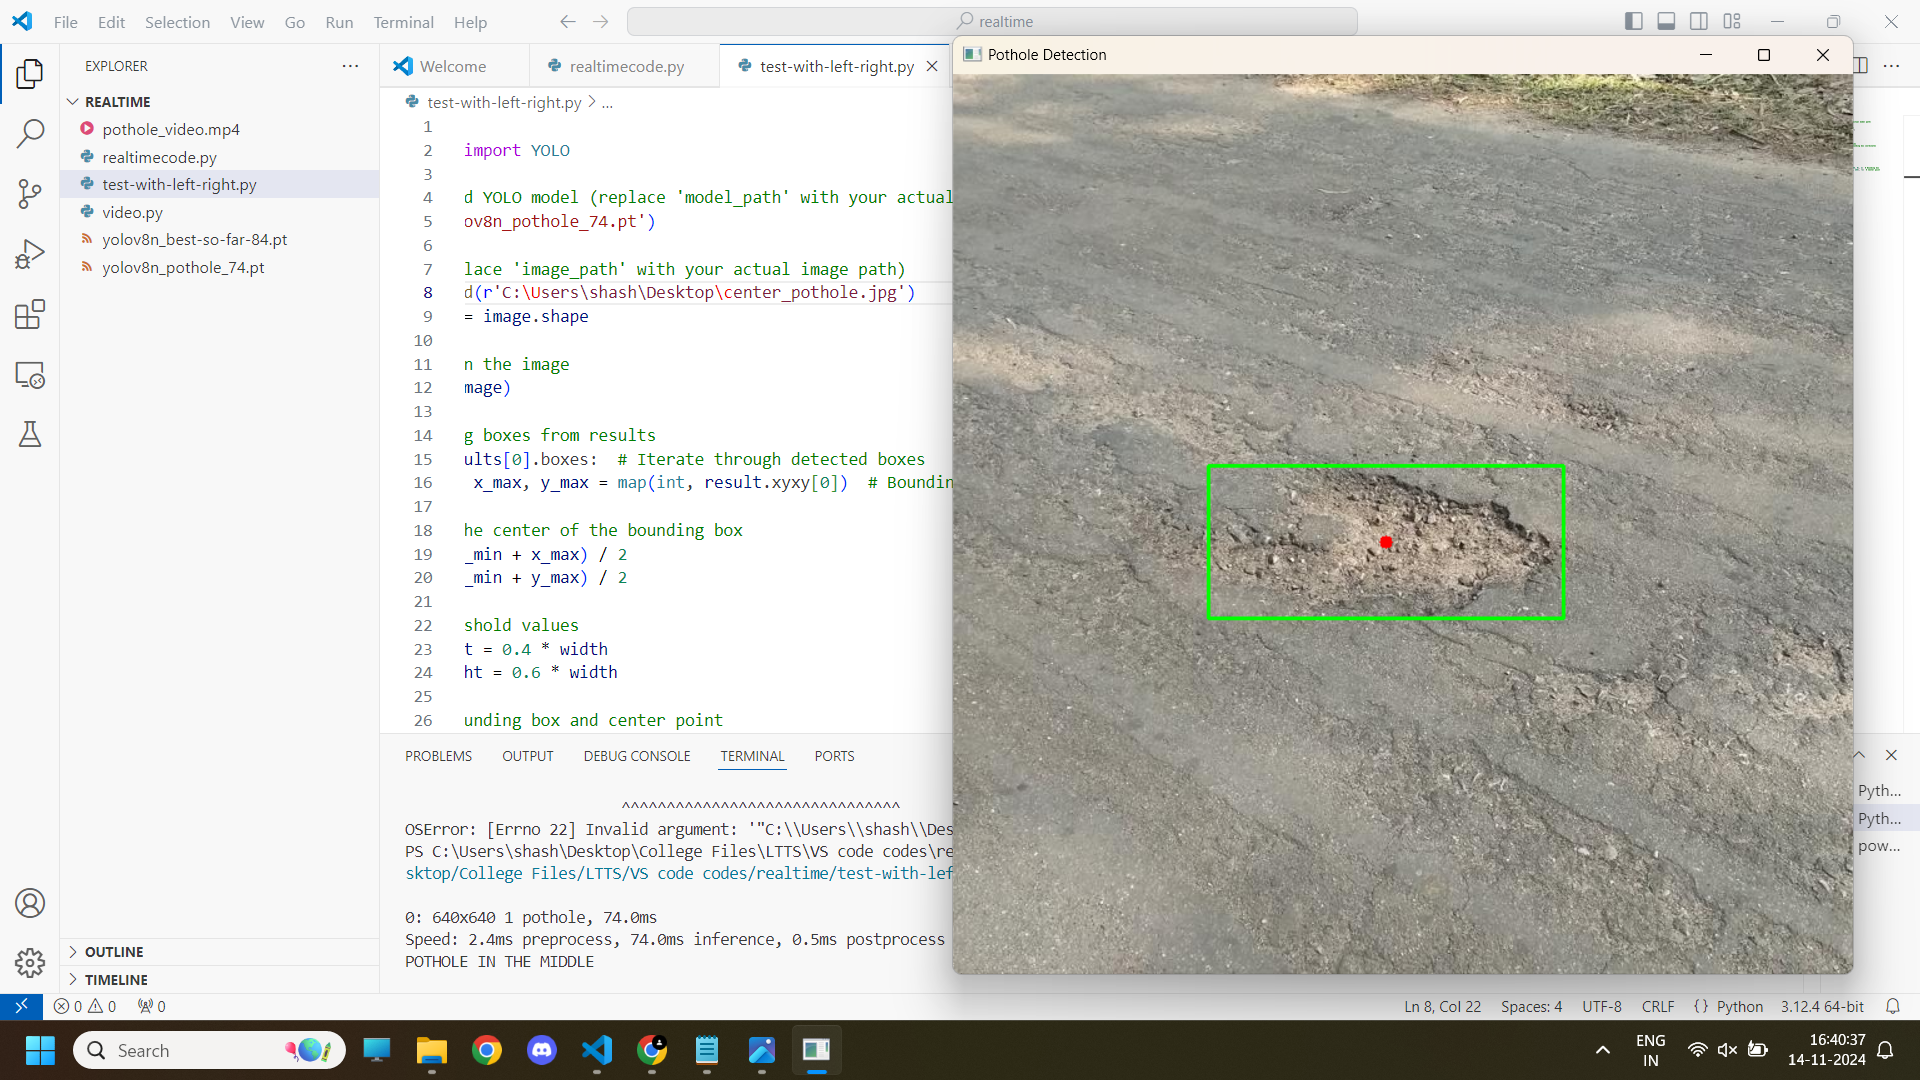 File Edit Selection View Go Run Terminal Help
realtime
EXPLORER
REALTIME
pothole_video.mp4
realtimecode.py
test-with-left-right.py
video.py
yolov8n_best-so-far-84.pt
yolov8n_pothole_74.pt
OUTLINE
TIMELINE
Welcome realtimecode.py test-with-left-right.py
test-with-left-right.py > ...
1
2 import YOLO
3
4 d YOLO model (replace 'model_path' with your actual
5 ov8n_pothole_74.pt')
6
7 lace 'image_path' with your actual image path)
8 d(r'C:\Users\shash\Desktop\center_pothole.jpg')
9 = image.shape
10
11 n the image
12 mage)
13
14 g boxes from results
15 ults[0].boxes:  # Iterate through detected boxes
16 x_max, y_max = map(int, result.xyxy[0])  # Boundin
17
18 he center of the bounding box
19 _min + x_max) / 2
20 _min + y_max) / 2
21
22 shold values
23 t = 0.4 * width
24 ht = 0.6 * width
25
26 unding box and center point
PROBLEMS OUTPUT DEBUG CONSOLE TERMINAL PORTS
^^^^^^^^^^^^^^^^^^^^^^^^^^^^^^^
OSError: [Errno 22] Invalid argument: '"C:\\Users\\shash\\Des
PS C:\Users\shash\Desktop\College Files\LTTS\VS code codes\re
sktop/College Files/LTTS/VS code codes/realtime/test-with-lef
0: 640x640 1 pothole, 74.0ms
Speed: 2.4ms preprocess, 74.0ms inference, 0.5ms postprocess
POTHOLE IN THE MIDDLE
Pothole Detection
Pyth...
Pyth...
pow...
0 0 0
Ln 8, Col 22 Spaces: 4 UTF-8 CRLF {} Python 3.12.4 64-bit
Search
ENG
IN
16:40:37
14-11-2024